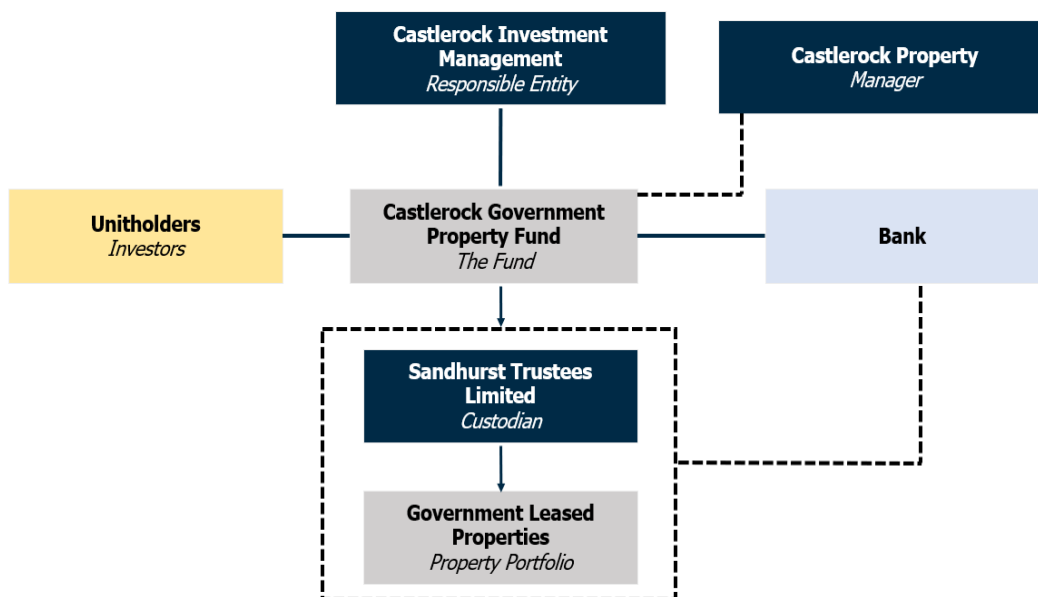 Castlerock Investment
Management
Responsible Entity
Castlerock Property
Manager
Unitholders
Investors
Castlerock Government
Property Fund
The Fund
Bank
Sandhurst Trustees
Limited
Custodian
Government Leased
Properties
Property Portfolio